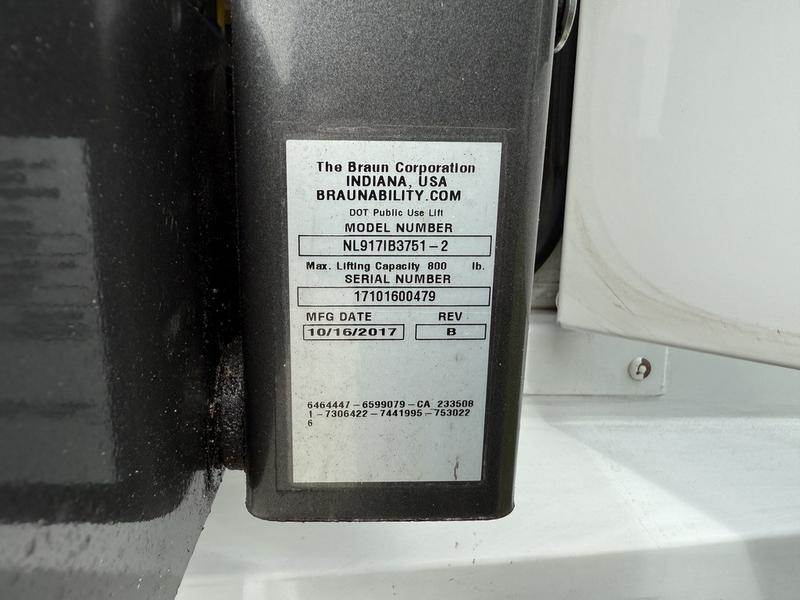 The Braun Corporation
INDIANA, USA
BRAUNABILITY.COM
DOT Public Use Lift
MODEL NUMBER
NL917IB3751-2
Max. Lifting Capacity 800 lb.
SERIAL NUMBER
17101600479
MFG DATE REV
10/16/2017 B
6464447-6599079-CA 233508
1-7306422-7441995-753022
6